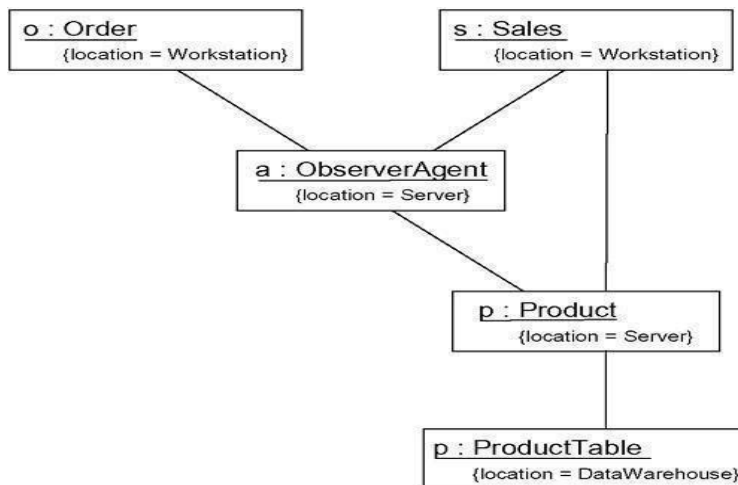 o : Order
{location = Workstation}
s : Sales
{location = Workstation}
a : ObserverAgent
{location = Server}
p : Product
{location = Server}
p : ProductTable
{location = DataWarehouse}